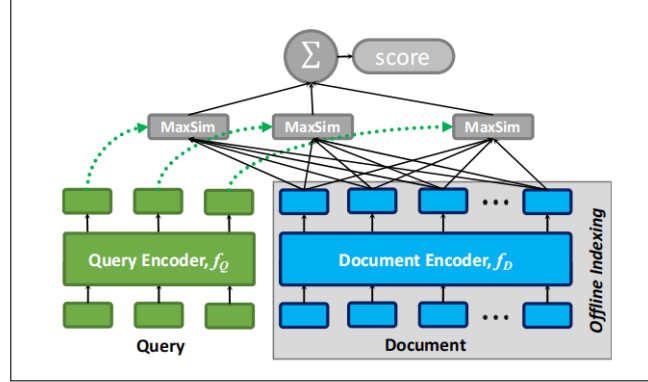 Σ score
MaxSim MaxSim MaxSim
Query Encoder, f_Q Document Encoder, f_D
Query Document
Offline Indexing